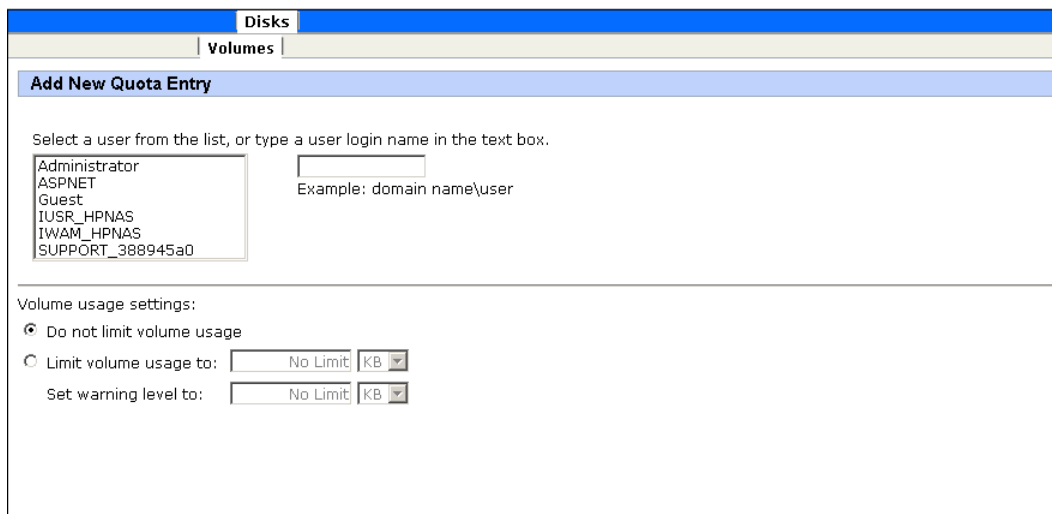 Disks
Volumes
Add New Quota Entry
Select a user from the list, or type a user login name in the text box.
Administrator
ASPNET
Guest
IUSR_HPNAS
IWAM_HPNAS
SUPPORT_388945a0
Example: domain name\user
Volume usage settings:
Do not limit volume usage
Limit volume usage to: No Limit KB
Set warning level to: No Limit KB